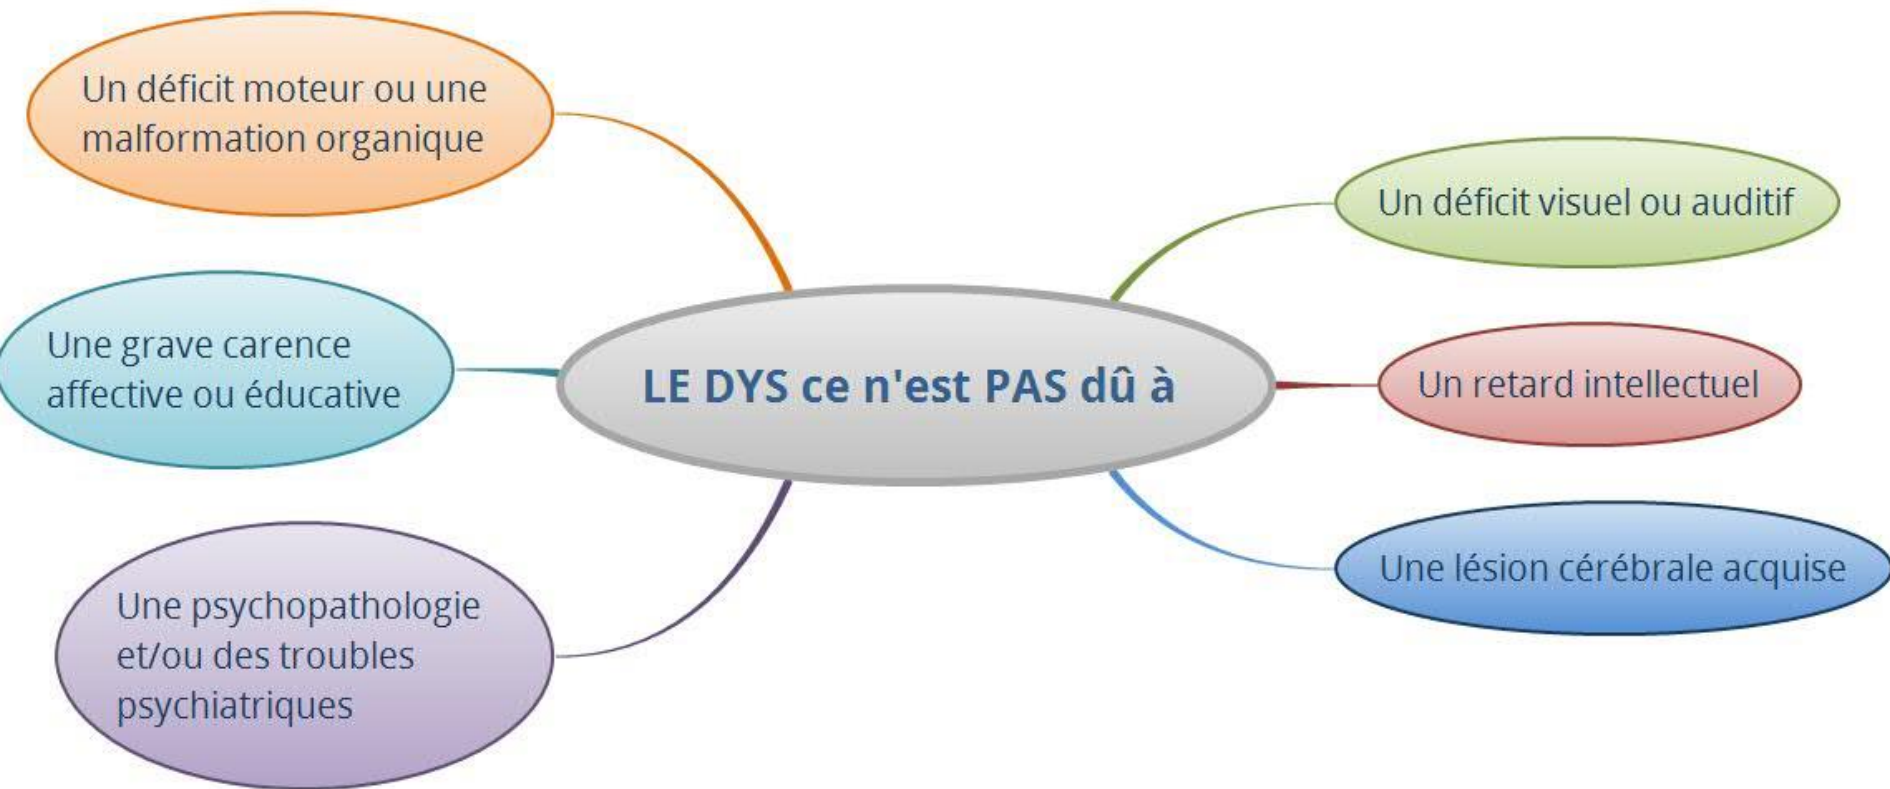 Un déficit moteur ou une
malformation organique
Un déficit visuel ou auditif
Une grave carence
affective ou éducative
LE DYS ce n'est PAS dû à
Un retard intellectuel
Une lésion cérébrale acquise
Une psychopathologie
et/ou des troubles
psychiatriques